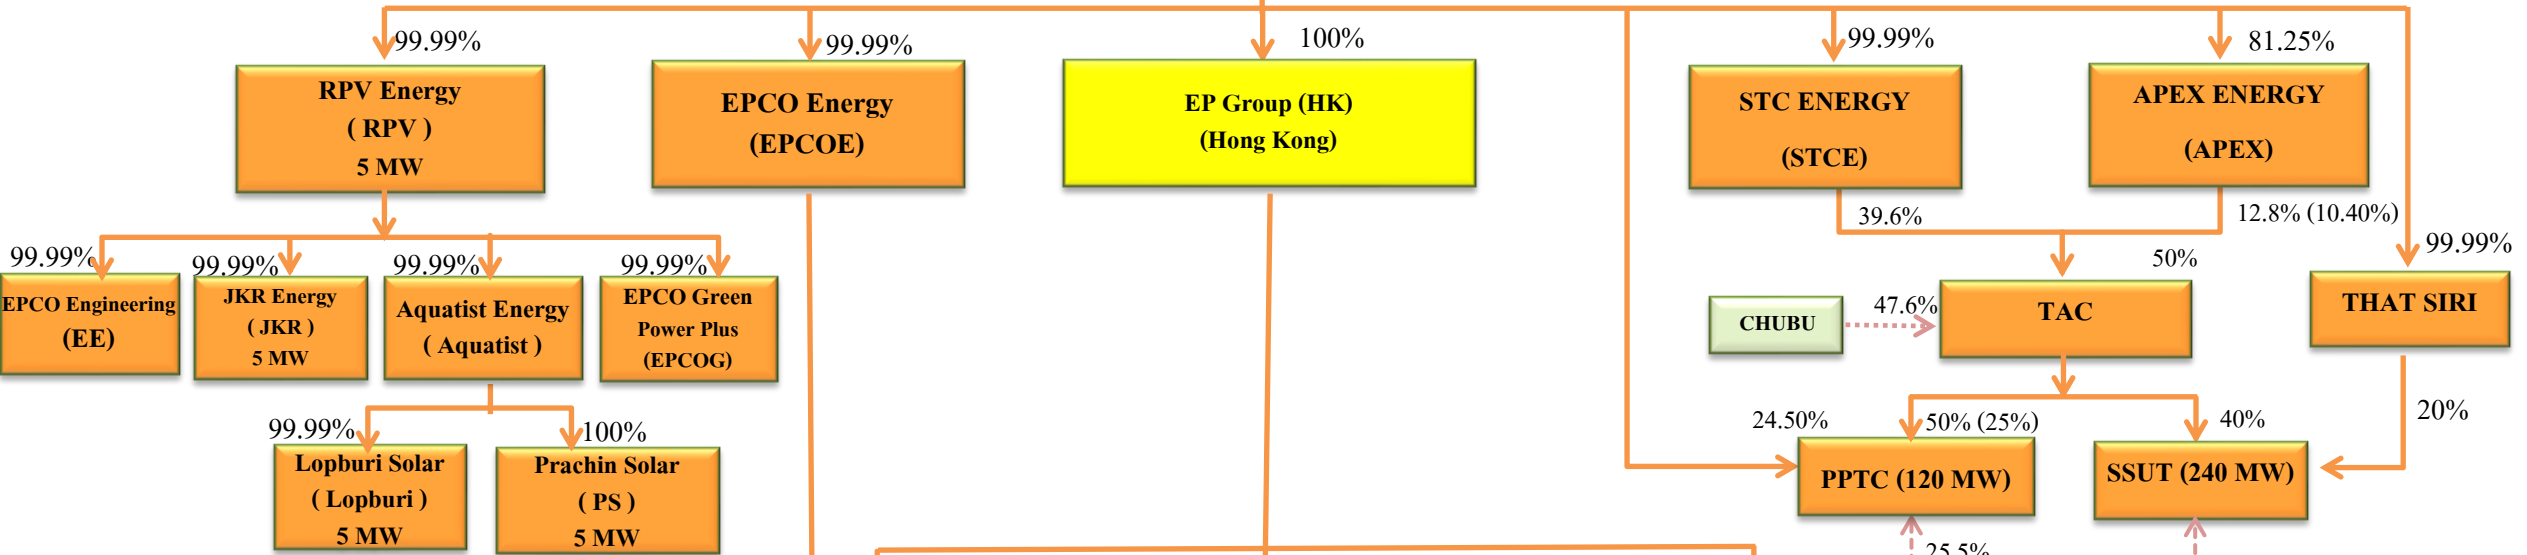 99.99%
99.99%
100%
99.99%
81.25%
RPV Energy
( RPV )
5 MW
EPCO Energy
(EPCOE)
EP Group (HK)
(Hong Kong)
STC ENERGY
(STCE)
APEX ENERGY
(APEX)
39.6%
12.8% (10.40%)
99.99%
50%
99.99%
99.99%
99.99%
99.99%
EPCO Engineering
(EE)
JKR Energy
( JKR )
5 MW
Aquatist Energy
( Aquatist )
EPCO Green
Power Plus
(EPCOG)
CHUBU
47.6%
TAC
THAT SIRI
99.99%
100%
24.50%
50% (25%)
40%
20%
Lopburi Solar
( Lopburi )
5 MW
Prachin Solar
( PS )
5 MW
PPTC (120 MW)
SSUT (240 MW)
25.5%